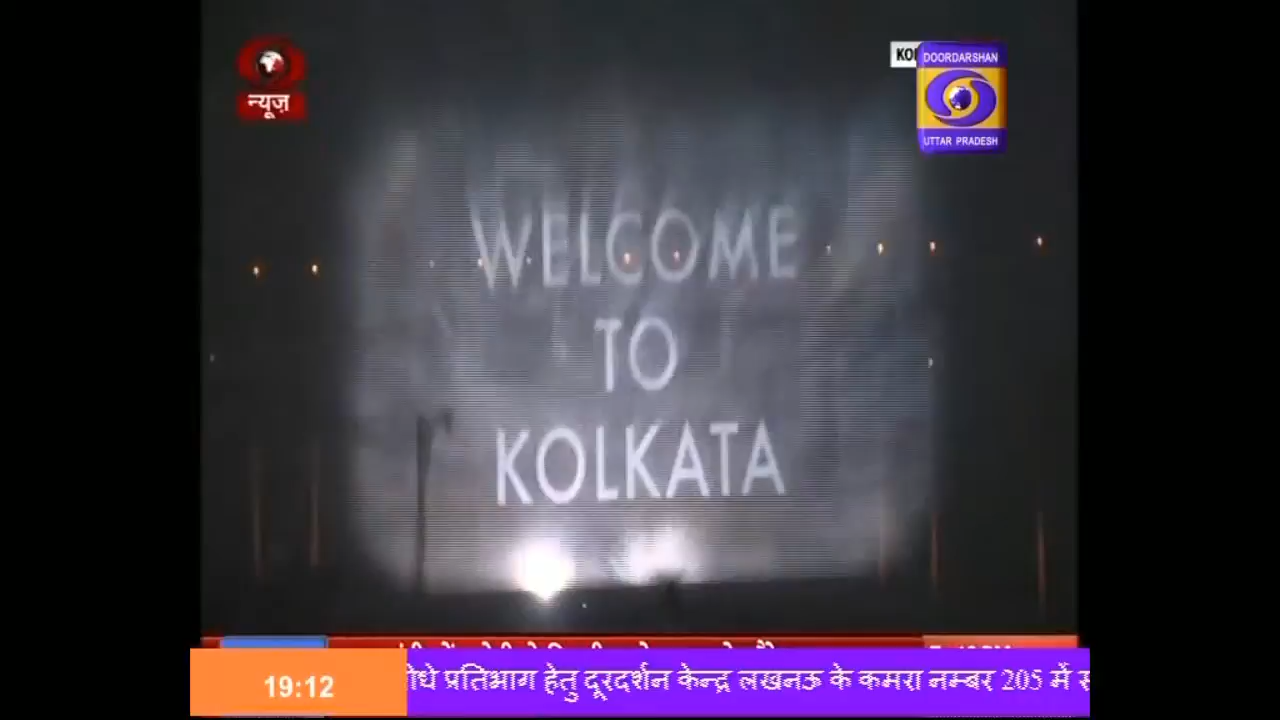 न्यूज़
DOORDARSHAN
UTTAR PRADESH
WELCOME
TO
KOLKATA
19:12
प्रतिभाग हेतु दूरदर्शन केन्द्र लखनऊ के कमरा नम्बर 205 में